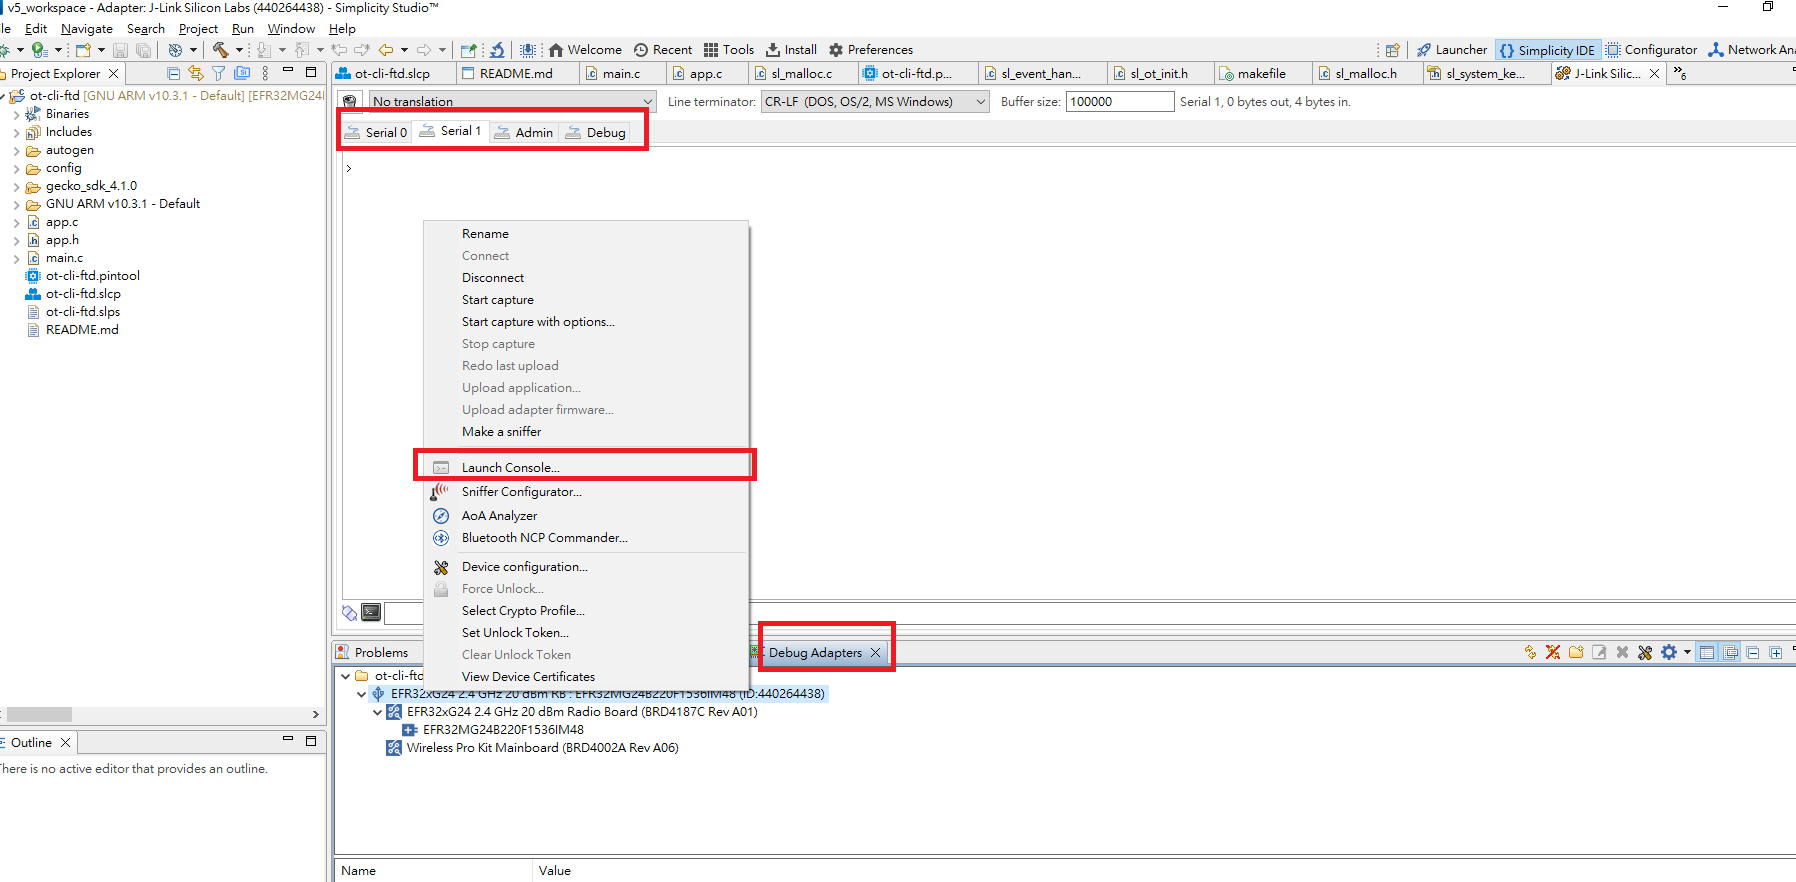 v5_workspace - Adapter: J-Link Silicon Labs (440264438) - Simplicity Studio™
ile Edit Navigate Search Project Run Window Help
Welcome Recent Tools Install Preferences Launcher Simplicity IDE Configurator Network Ana
Project Explorer
ot-cli-ftd [GNU ARM v10.3.1 - Default] [EFR32MG24
Binaries
Includes
autogen
config
gecko_sdk_4.1.0
GNU ARM v10.3.1 - Default
app.c
app.h
main.c
ot-cli-ftd.pintool
ot-cli-ftd.slcp
ot-cli-ftd.slps
README.md
Outline
There is no active editor that provides an outline.
ot-cli-ftd.slcp README.md main.c app.c sl_malloc.c ot-cli-ftd.p... sl_event_han... sl_ot_init.h makefile sl_malloc.h sl_system_ke... J-Link Silic... »6
No translation Line terminator: CR-LF (DOS, OS/2, MS Windows) Buffer size: 100000 Serial 1, 0 bytes out, 4 bytes in.
Serial 0 Serial 1 Admin Debug
>
Rename
Connect
Disconnect
Start capture
Start capture with options...
Stop capture
Redo last upload
Upload application...
Upload adapter firmware...
Make a sniffer
Launch Console...
Sniffer Configurator...
AoA Analyzer
Bluetooth NCP Commander...
Device configuration...
Force Unlock...
Select Crypto Profile...
Set Unlock Token...
Clear Unlock Token
View Device Certificates
Problems Debug Adapters
ot-cli-ftd
EFR32xG24 2.4 GHz 20 dBm RB : EFR32MG24B220F1536IM48 (ID:440264438)
EFR32xG24 2.4 GHz 20 dBm Radio Board (BRD4187C Rev A01)
EFR32MG24B220F1536IM48
Wireless Pro Kit Mainboard (BRD4002A Rev A06)
Name Value